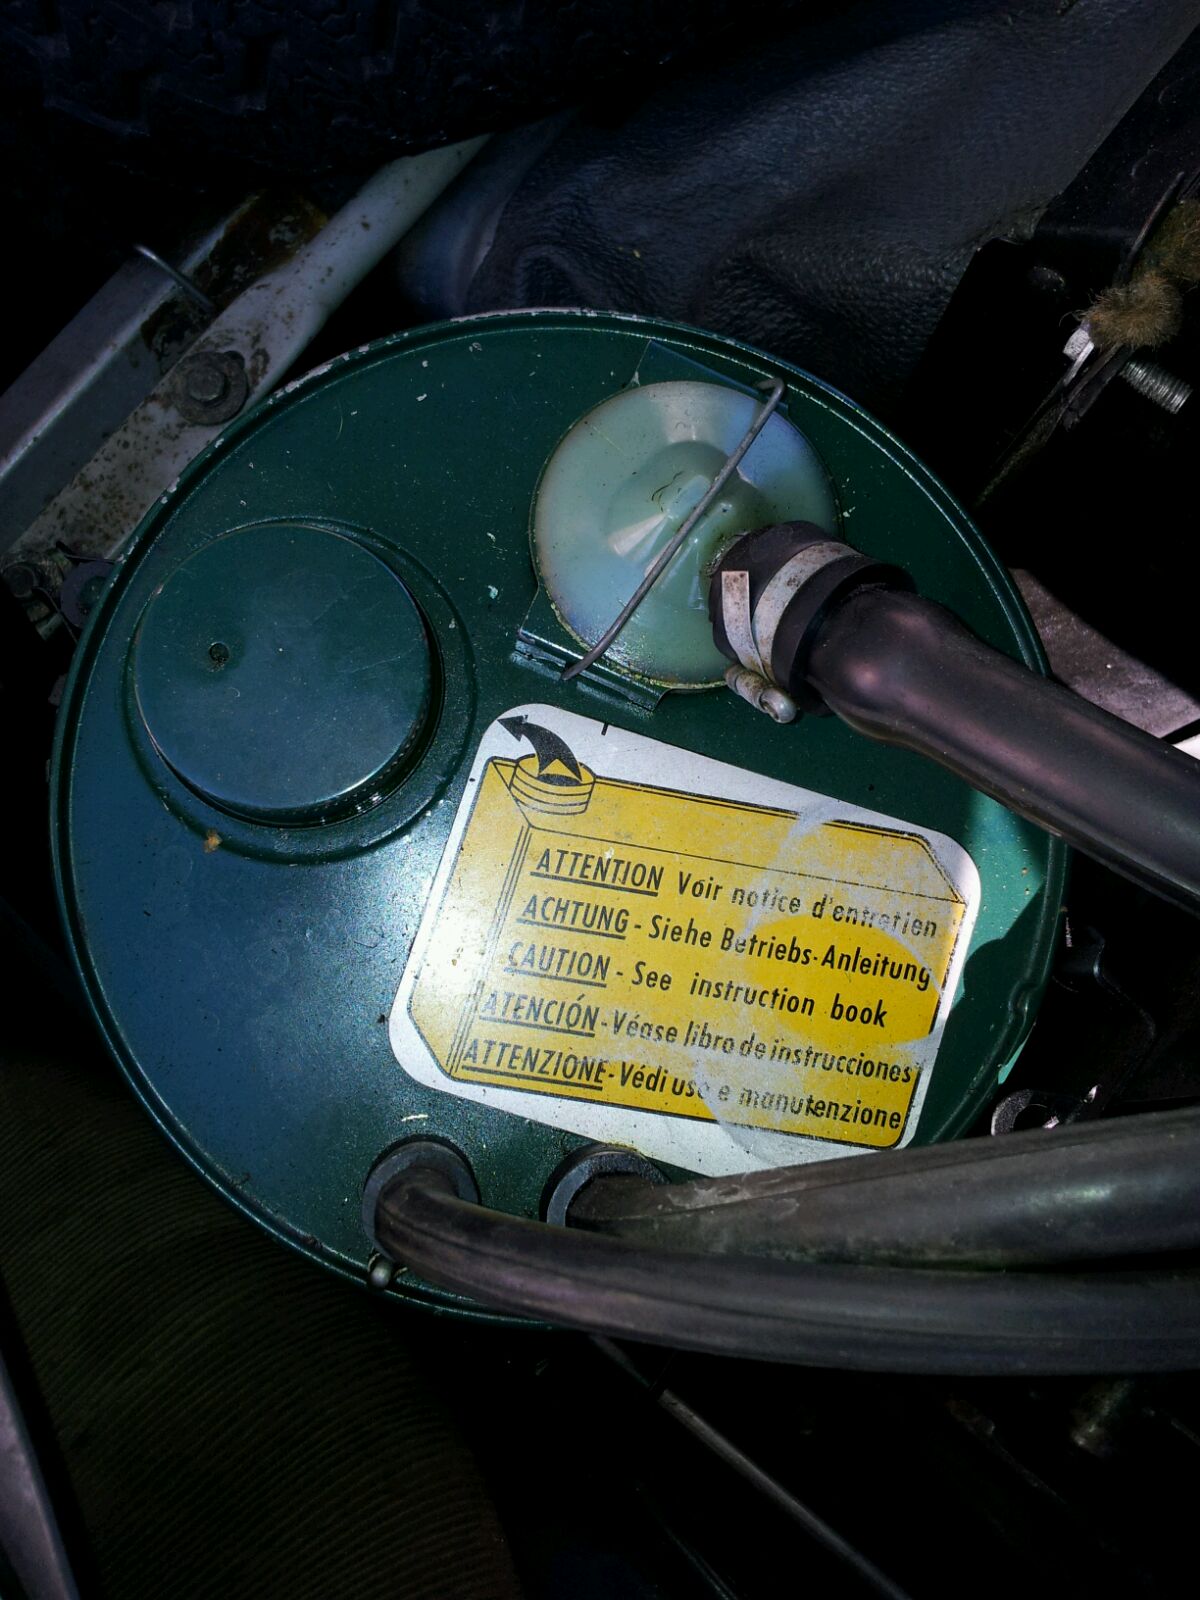 ATTENTION Voir notice d'entretien
ACHTUNG - Siehe Betriebs-Anleitung
CAUTION - See instruction book
ATENCIÓN - Véase libro de instrucciones
ATTENZIONE - Védi uso e manutenzione